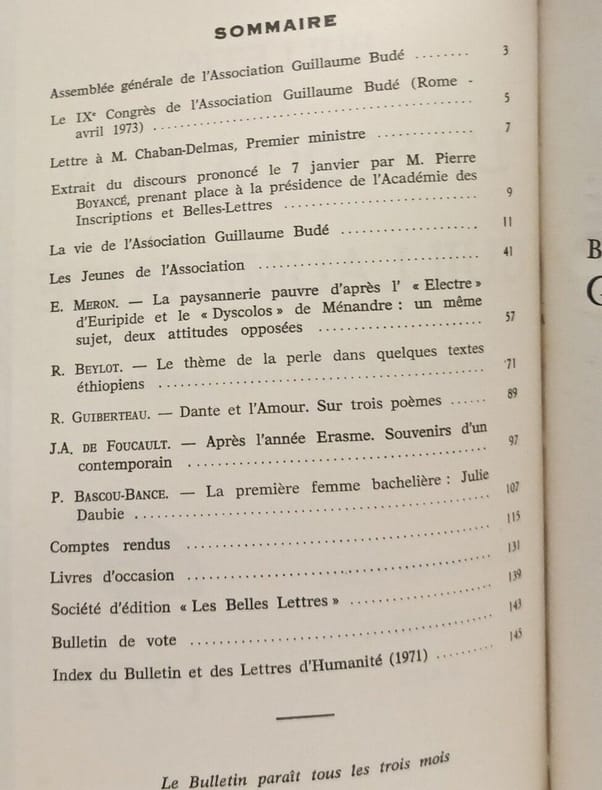 SOMMAIRE
Assemblée générale de l'Association Guillaume Budé ........ 3
Le IXe Congrès de l'Association Guillaume Budé (Rome -
avril 1973) ........ 5
Lettre à M. Chaban-Delmas, Premier ministre ........ 7
Extrait du discours prononcé le 7 janvier par M. Pierre
BOYANCÉ, prenant place à la présidence de l'Académie des
Inscriptions et Belles-Lettres ........ 9
La vie de l'Association Guillaume Budé ........ 11
Les Jeunes de l'Association ........ 41
E. MERON. — La paysannerie pauvre d'après l' « Electre »
d'Euripide et le « Dyscolos » de Ménandre : un même
sujet, deux attitudes opposées ........ 57
R. BEYLOT. — Le thème de la perle dans quelques textes
éthiopiens ........ 71
R. GUIBERTEAU. — Dante et l'Amour. Sur trois poèmes ...... 89
J.A. DE FOUCAULT. — Après l'année Erasme. Souvenirs d'un
contemporain ........ 97
P. BASCOU-BANCE. — La première femme bachelière : Julie
Daubie ........ 107
Comptes rendus ........ 115
Livres d'occasion ........ 131
Société d'édition « Les Belles Lettres » ........ 139
Bulletin de vote ........ 143
Index du Bulletin et des Lettres d'Humanité (1971) ........ 145
Le Bulletin paraît tous les trois mois
B
G